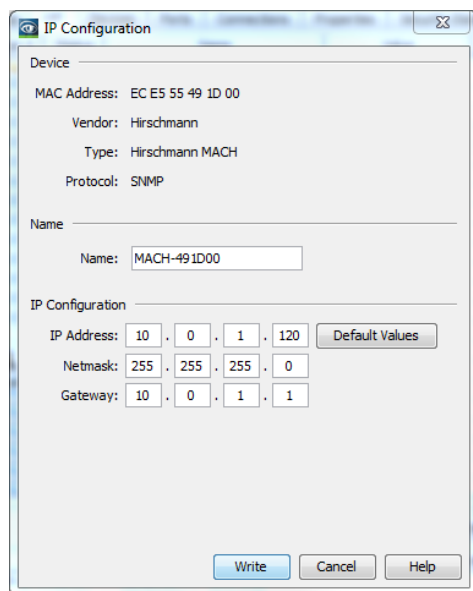 IP Configuration
Device
MAC Address: EC E5 55 49 1D 00
Vendor: Hirschmann
Type: Hirschmann MACH
Protocol: SNMP
Name
Name: MACH-491D00
IP Configuration
IP Address: 10 . 0 . 1 . 120 Default Values
Netmask: 255 . 255 . 255 . 0
Gateway: 10 . 0 . 1 . 1
Write Cancel Help